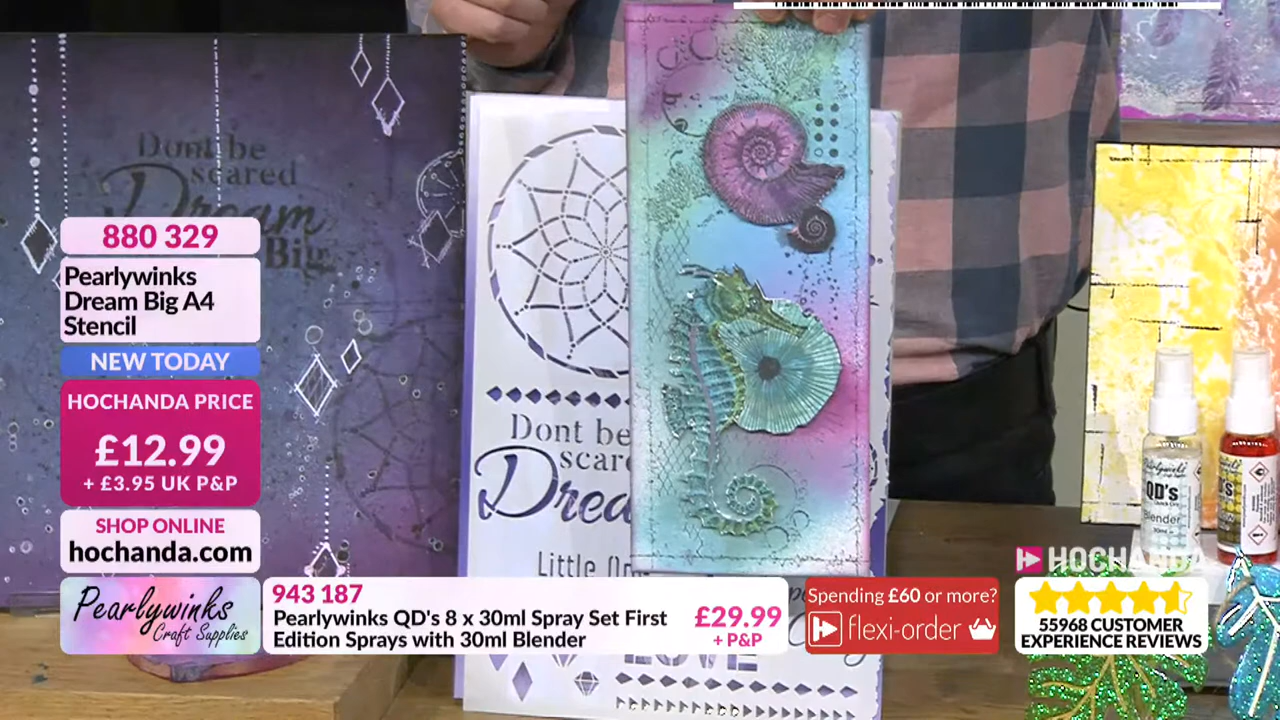 Dont be
scared
Dream
Big
880 329
Pearlywinks
Dream Big A4
Stencil
NEW TODAY
HOCHANDA PRICE
£12.99
+ £3.95 UK P&P
SHOP ONLINE
hochanda.com
Pearlywinks
Craft Supplies
943 187
Pearlywinks QD's 8 x 30ml Spray Set First
Edition Sprays with 30ml Blender
£29.99
+ P&P
Spending £60 or more?
flexi-order
HOCHANDA
55968 CUSTOMER
EXPERIENCE REVIEWS
Dont be
Little
LOVE
Pearlywinks
QD's
Blender